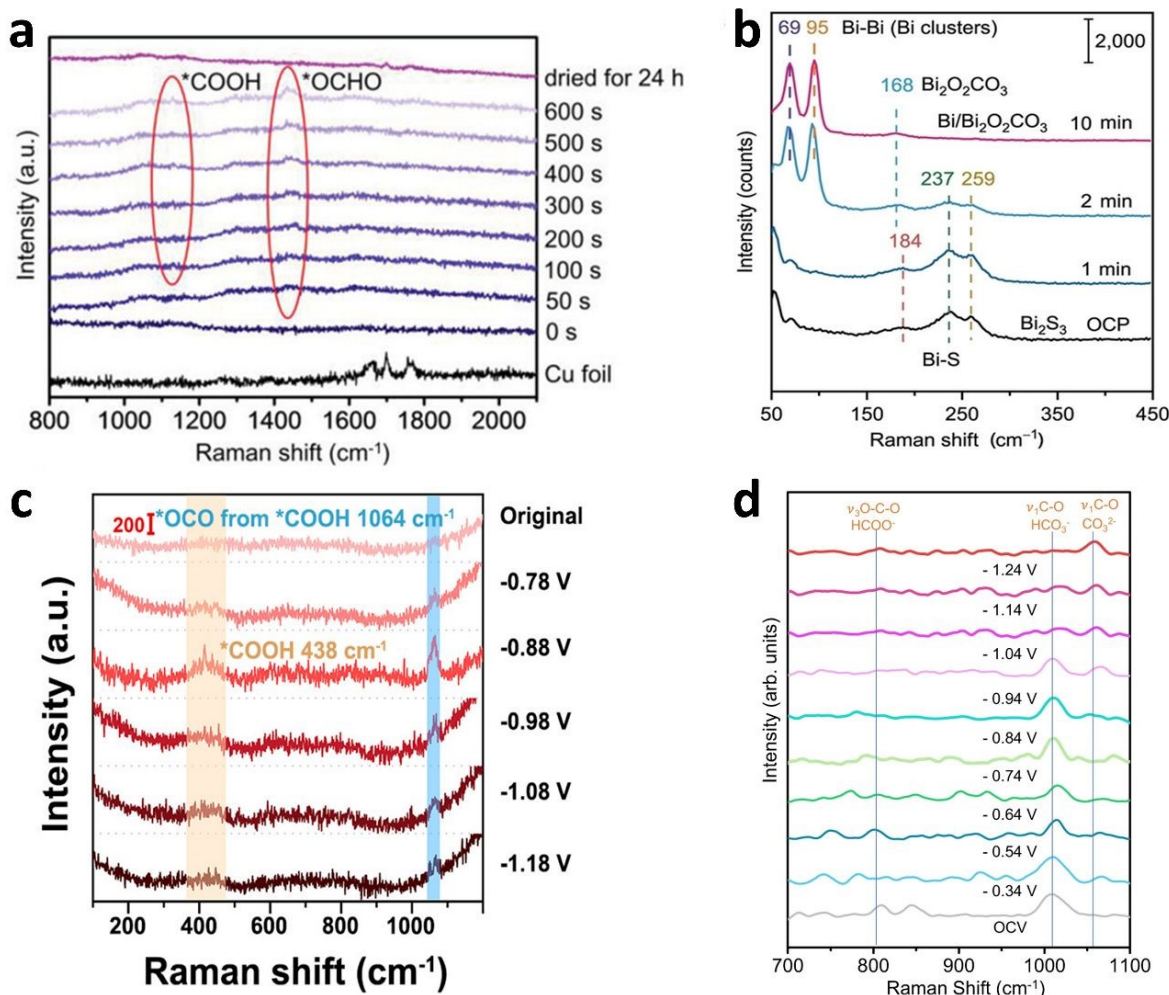 a
*COOH
*OCHO
dried for 24 h
600 s
500 s
400 s
300 s
200 s
100 s
50 s
0 s
Cu foil
Intensity (a.u.)
800 1000 1200 1400 1600 1800 2000
Raman shift (cm⁻¹)
b
69 95 Bi-Bi (Bi clusters)
2,000
168 Bi₂O₂CO₃
Bi/Bi₂O₂CO₃ 10 min
237 259
2 min
184
1 min
Bi₂S₃ OCP
Bi-S
Intensity (counts)
50 150 250 350 450
Raman shift (cm⁻¹)
c
200 *OCO from *COOH 1064 cm⁻¹
Original
-0.78 V
*COOH 438 cm⁻¹
-0.88 V
-0.98 V
-1.08 V
-1.18 V
Intensity (a.u.)
200 400 600 800 1000
Raman shift (cm⁻¹)
d
ν₃O-C-O ν₁C-O ν₁C-O
HCOO⁻ HCO₃⁻ CO₃²⁻
- 1.24 V
- 1.14 V
- 1.04 V
- 0.94 V
- 0.84 V
- 0.74 V
- 0.64 V
- 0.54 V
- 0.34 V
OCV
Intensity (arb. units)
700 800 900 1000 1100
Raman shift (cm⁻¹)